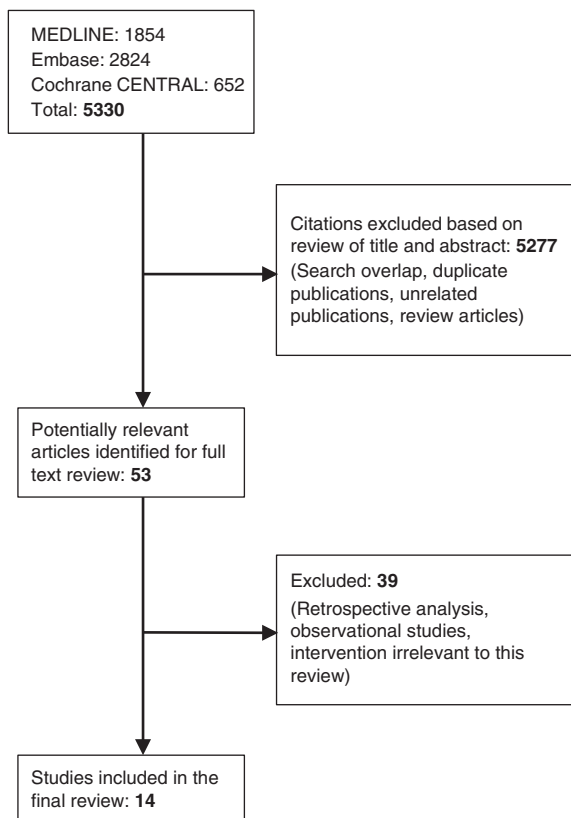 MEDLINE: 1854
Embase: 2824
Cochrane CENTRAL: 652
Total: 5330
Citations excluded based on
review of title and abstract: 5277
(Search overlap, duplicate
publications, unrelated
publications, review articles)
Potentially relevant
articles identified for full
text review: 53
Excluded: 39
(Retrospective analysis,
observational studies,
intervention irrelevant to this
review)
Studies included in the
final review: 14